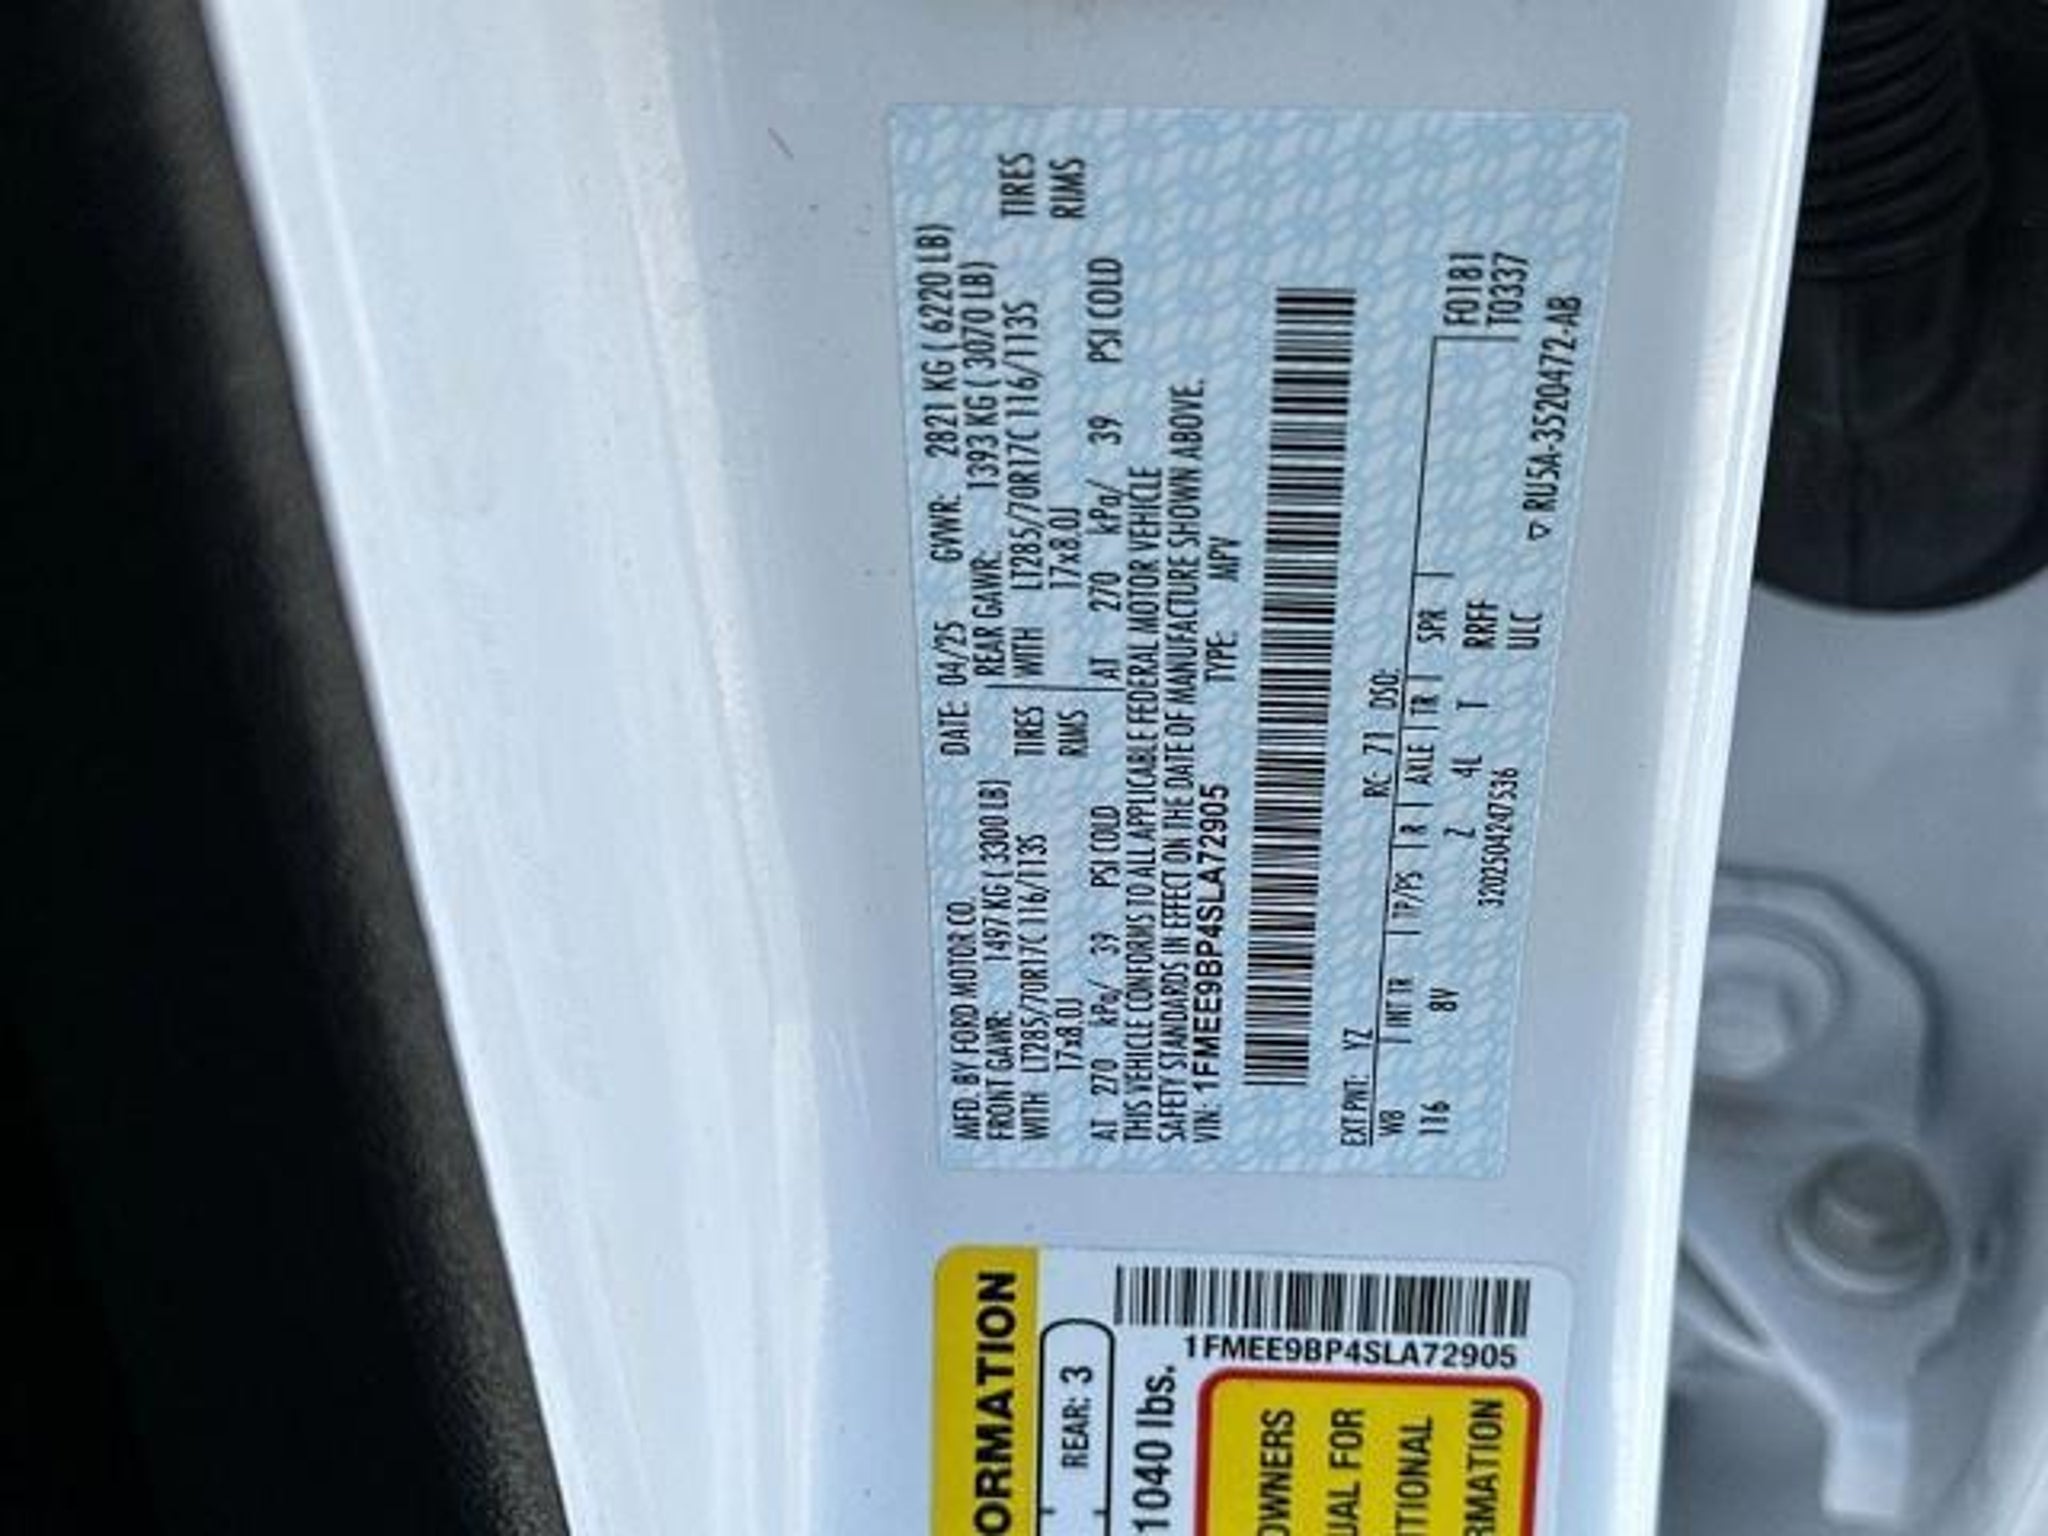 MFD. BY FORD MOTOR CO. DATE: 04/25 GVWR: 2821 KG ( 6220 LB)
FRONT GAWR: 1497 KG ( 3300 LB) REAR GAWR: 1393 KG ( 3070 LB)
WITH LT285/70R17C 116/113S TIRES WITH LT285/70R17C 116/113S TIRES
17x8.0J RIMS 17x8.0J RIMS
AT 270 kPa/ 39 PSI COLD AT 270 kPa/ 39 PSI COLD
THIS VEHICLE CONFORMS TO ALL APPLICABLE FEDERAL MOTOR VEHICLE
SAFETY STANDARDS IN EFFECT ON THE DATE OF MANUFACTURE SHOWN ABOVE.
VIN: 1FMEE9BP4SLA72905 TYPE: MPV
EXT PNT: YZ RC: 71 DSO:
WB INT TR TP/PS R AXLE TR SPR F0181
116 8V Z 4L T RRFF T0337
3202504247536 ULC
▽ RU5A-3520472-AB
ORMATION
REAR: 3
1040 lbs.
1FMEE9BP4SLA72905
OWNERS
UAL FOR
ITIONAL
RMATION